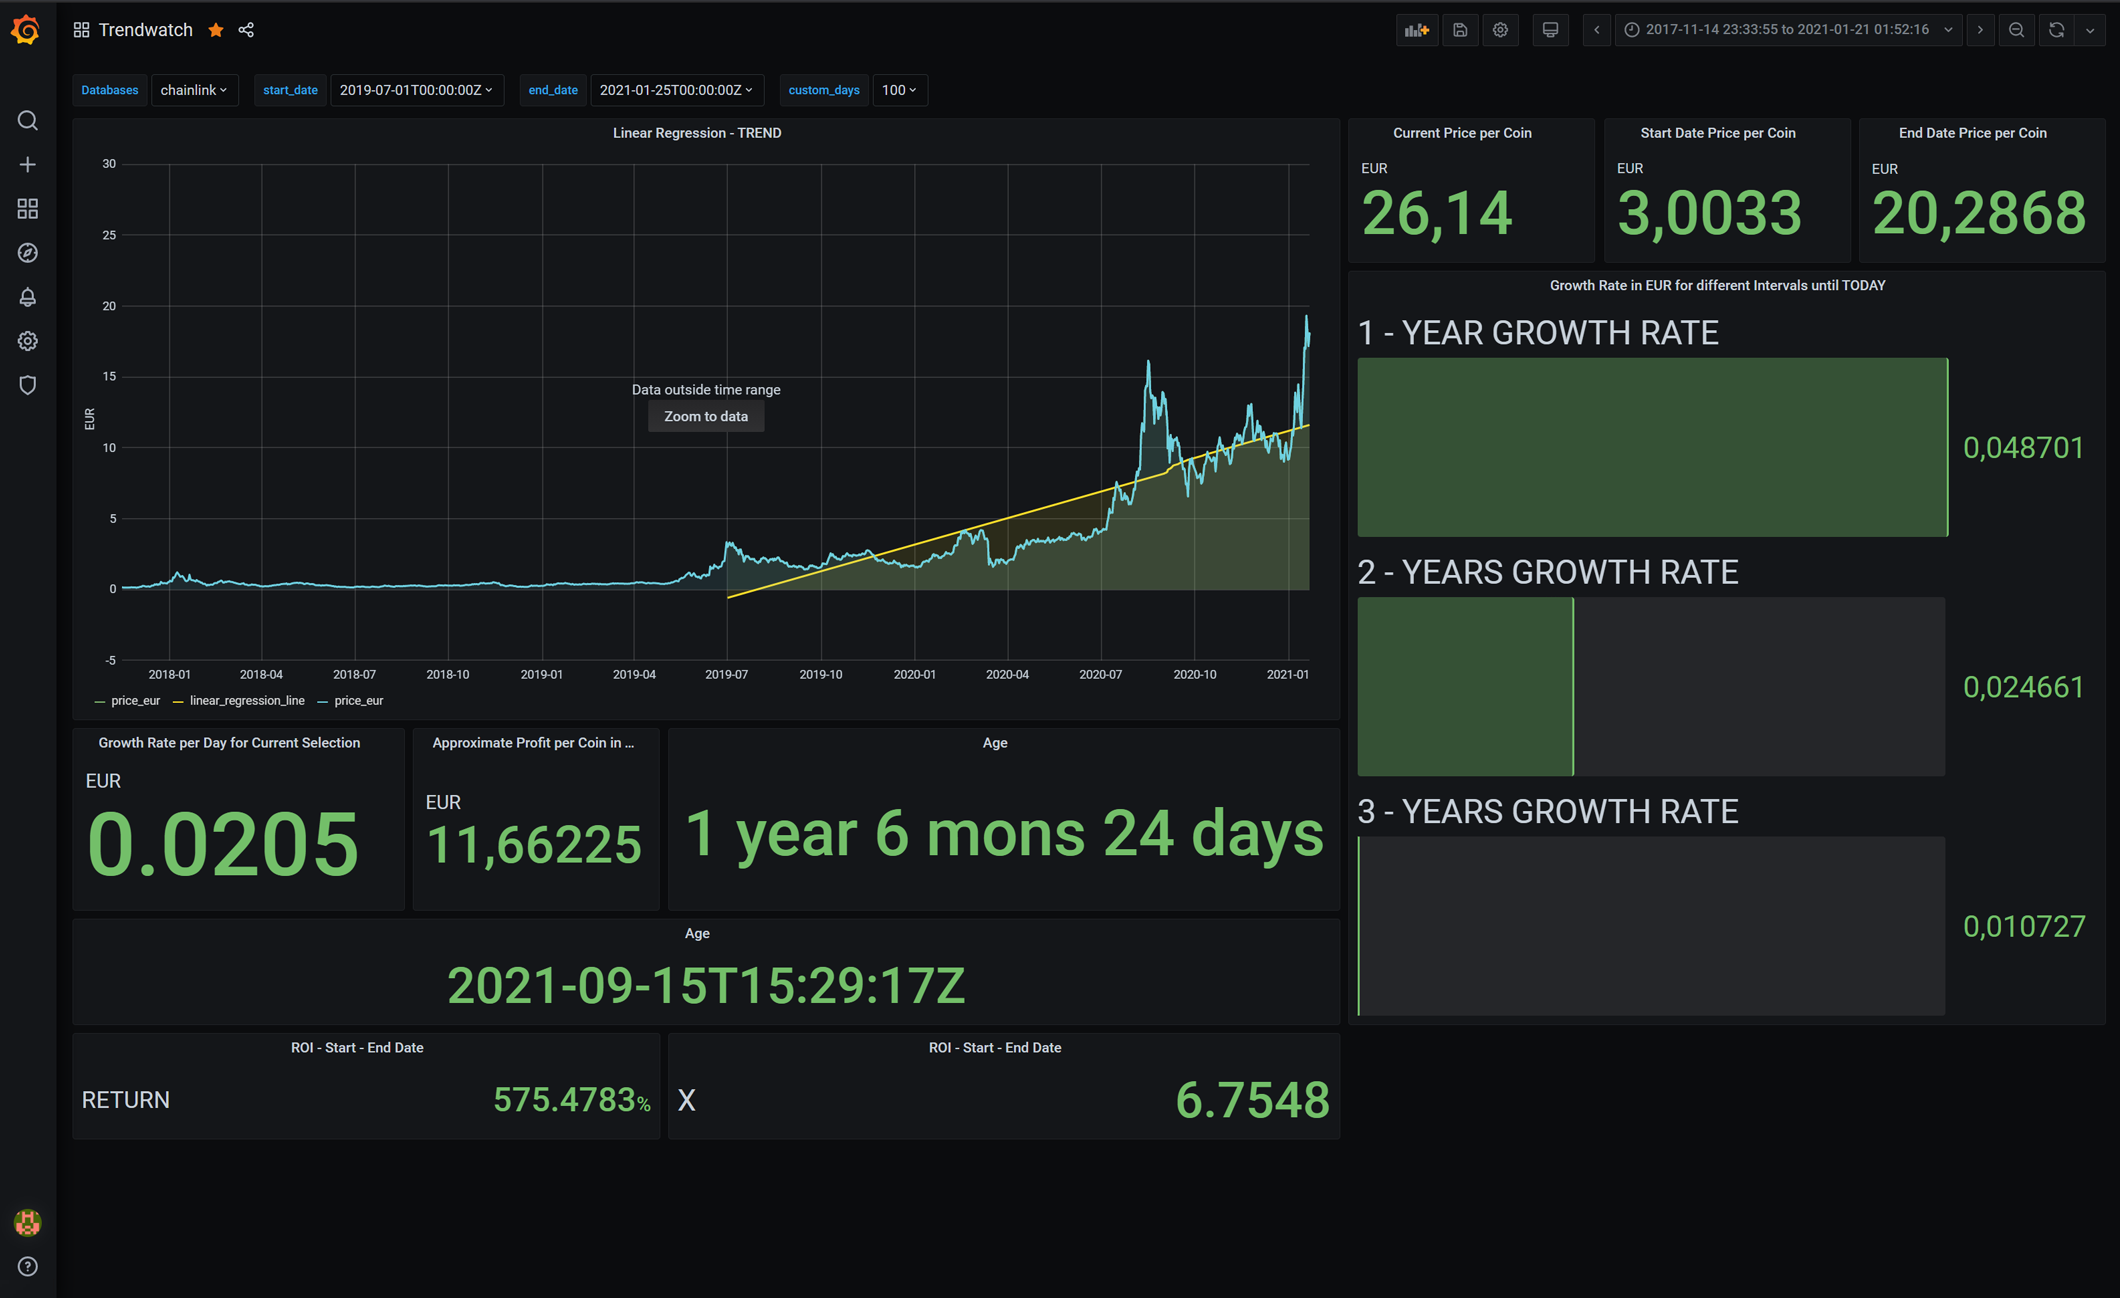 Trendwatch
2017-11-14 23:33:55 to 2021-01-21 01:52:16
Databases chainlink start_date 2019-07-01T00:00:00Z end_date 2021-01-25T00:00:00Z custom_days 100
Linear Regression - TREND
30
25
20
15
10
5
0
-5
EUR
Data outside time range
Zoom to data
2018-01 2018-04 2018-07 2018-10 2019-01 2019-04 2019-07 2019-10 2020-01 2020-04 2020-07 2020-10 2021-01
price_eur linear_regression_line price_eur
Current Price per Coin
EUR
26,14
Start Date Price per Coin
EUR
3,0033
End Date Price per Coin
EUR
20,2868
Growth Rate in EUR for different Intervals until TODAY
1 - YEAR GROWTH RATE
0,048701
2 - YEARS GROWTH RATE
0,024661
3 - YEARS GROWTH RATE
0,010727
Growth Rate per Day for Current Selection
EUR
0.0205
Approximate Profit per Coin in ...
EUR
11,66225
Age
1 year 6 mons 24 days
Age
2021-09-15T15:29:17Z
ROI - Start - End Date
RETURN 575.4783%
ROI - Start - End Date
X 6.7548